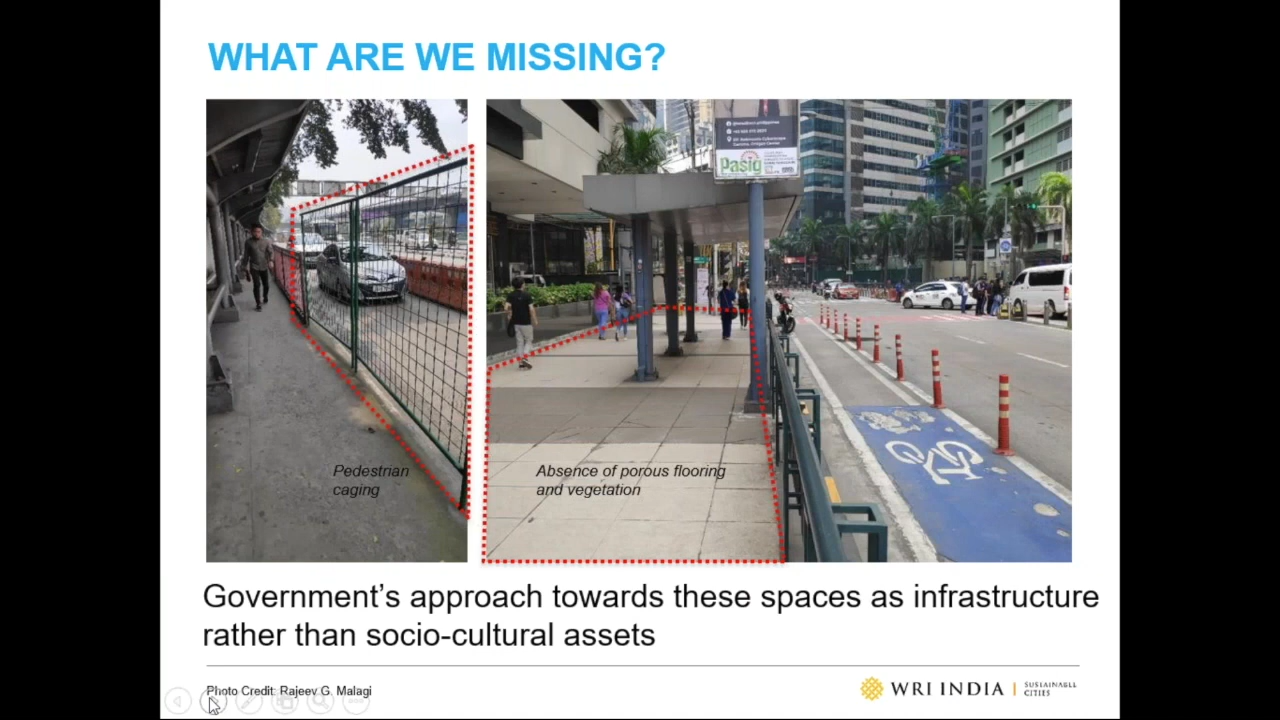 WHAT ARE WE MISSING?
Pasig
Pedestrian
caging
Absence of porous flooring
and vegetation
Government’s approach towards these spaces as infrastructure
rather than socio-cultural assets
Photo Credit: Rajeev G. Malagi
WRI INDIA
SUSTAINABLE
CITIES